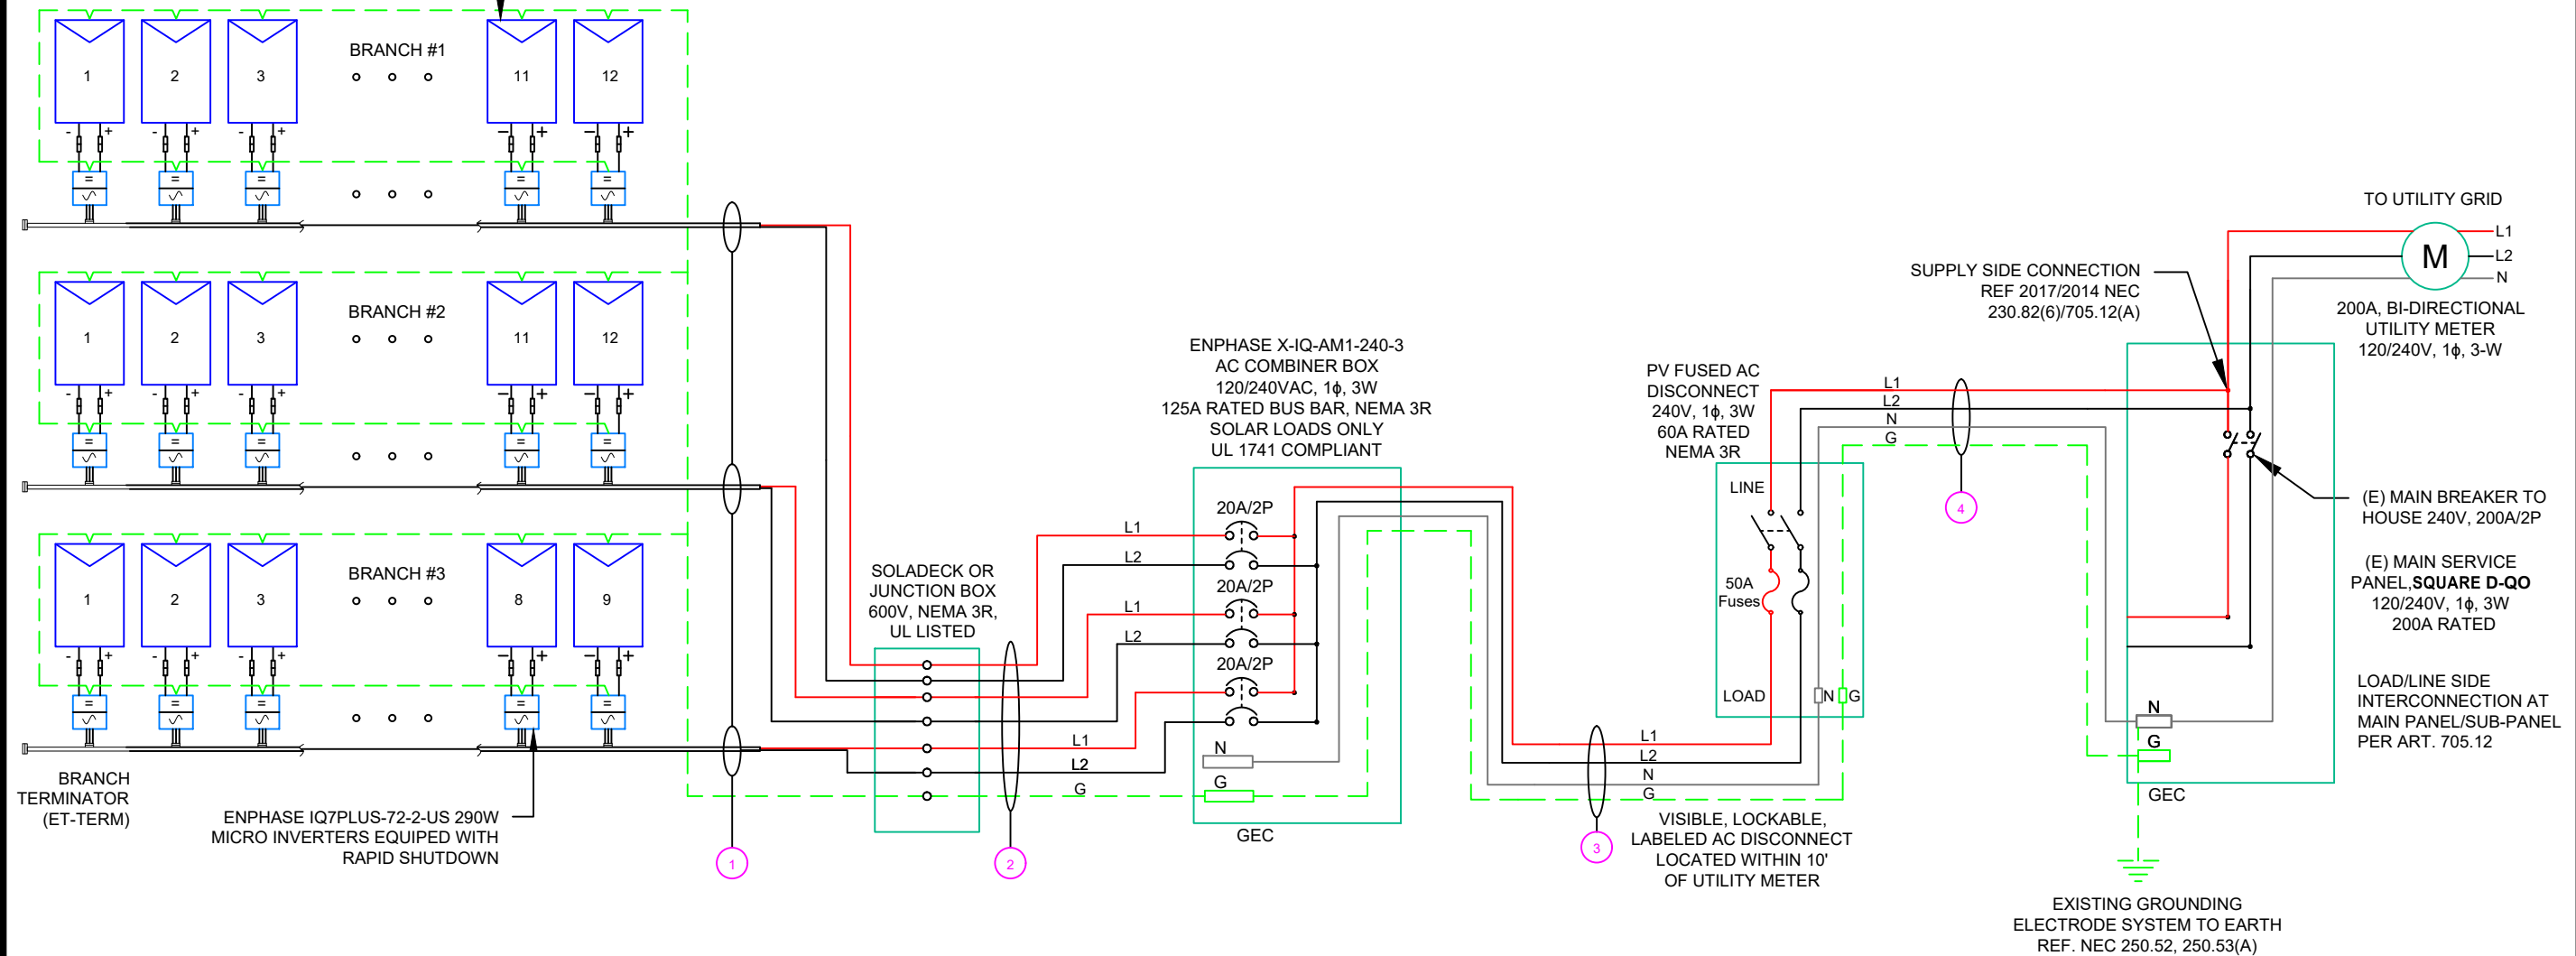 BRANCH #1
1
2
3
11
12
- +
- +
- +
− +
− +
BRANCH #2
1
2
3
11
12
- +
- +
- +
− +
− +
BRANCH #3
1
2
3
8
9
- +
- +
- +
− +
− +
BRANCH
TERMINATOR
(ET-TERM)
ENPHASE IQ7PLUS-72-2-US 290W
MICRO INVERTERS EQUIPED WITH
RAPID SHUTDOWN
1
SOLADECK OR
JUNCTION BOX
600V, NEMA 3R,
UL LISTED
2
L1
L2
L1
L2
L1
L2
G
ENPHASE X-IQ-AM1-240-3
AC COMBINER BOX
120/240VAC, 1ϕ, 3W
125A RATED BUS BAR, NEMA 3R
SOLAR LOADS ONLY
UL 1741 COMPLIANT
20A/2P
20A/2P
20A/2P
N
G
GEC
L1
L2
N
G
3
PV FUSED AC
DISCONNECT
240V, 1ϕ, 3W
60A RATED
NEMA 3R
LINE
50A
Fuses
LOAD
N
G
VISIBLE, LOCKABLE,
LABELED AC DISCONNECT
LOCATED WITHIN 10'
OF UTILITY METER
L1
L2
N
G
4
SUPPLY SIDE CONNECTION
REF 2017/2014 NEC
230.82(6)/705.12(A)
TO UTILITY GRID
M
L1
L2
N
200A, BI-DIRECTIONAL
UTILITY METER
120/240V, 1ϕ, 3-W
(E) MAIN BREAKER TO
HOUSE 240V, 200A/2P
(E) MAIN SERVICE
PANEL,SQUARE D-QO
120/240V, 1ϕ, 3W
200A RATED
LOAD/LINE SIDE
INTERCONNECTION AT
MAIN PANEL/SUB-PANEL
PER ART. 705.12
N
G
GEC
EXISTING GROUNDING
ELECTRODE SYSTEM TO EARTH
REF. NEC 250.52, 250.53(A)